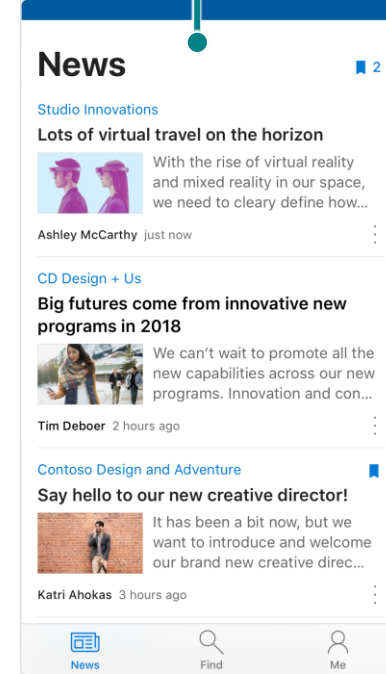 News
2
Studio Innovations
Lots of virtual travel on the horizon
With the rise of virtual reality
and mixed reality in our space,
we need to cleary define how...
Ashley McCarthy just now
CD Design + Us
Big futures come from innovative new
programs in 2018
We can't wait to promote all the
new capabilities across our new
programs. Innovation and con...
Tim Deboer 2 hours ago
Contoso Design and Adventure
Say hello to our new creative director!
It has been a bit now, but we
want to introduce and welcome
our brand new creative direc...
Katri Ahokas 3 hours ago
News Find Me